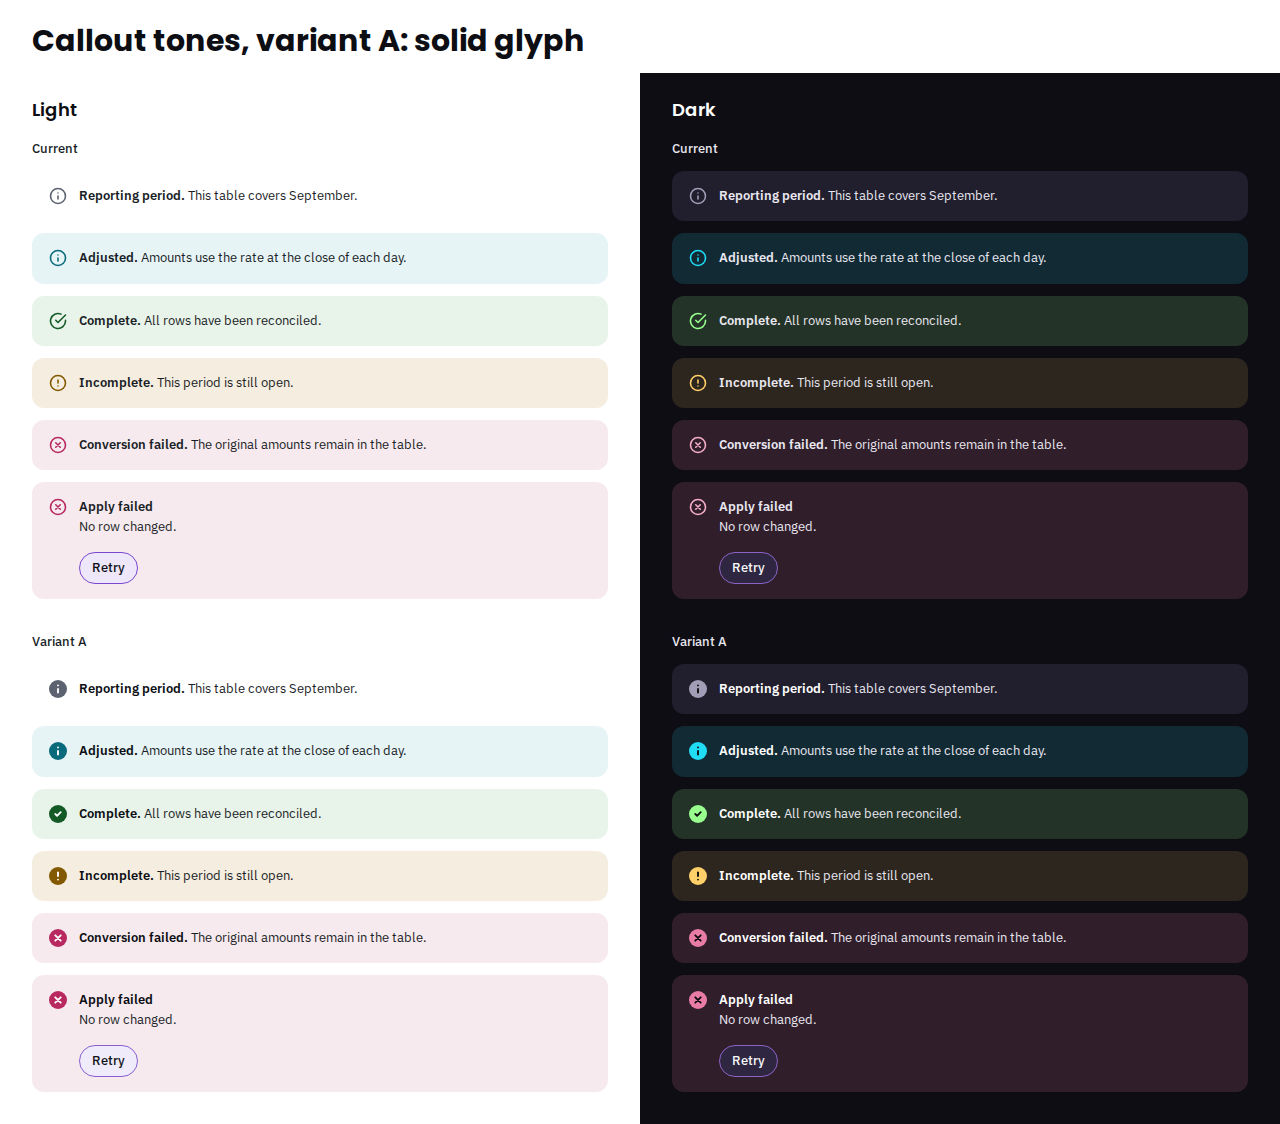 Callout tones, variant A: solid glyph
Light
Current
Reporting period. This table covers September.
Adjusted. Amounts use the rate at the close of each day.
Complete. All rows have been reconciled.
Incomplete. This period is still open.
Conversion failed. The original amounts remain in the table.
Apply failed
No row changed.
Retry
Variant A
Reporting period. This table covers September.
Adjusted. Amounts use the rate at the close of each day.
Complete. All rows have been reconciled.
Incomplete. This period is still open.
Conversion failed. The original amounts remain in the table.
Apply failed
No row changed.
Retry
Dark
Current
Reporting period. This table covers September.
Adjusted. Amounts use the rate at the close of each day.
Complete. All rows have been reconciled.
Incomplete. This period is still open.
Conversion failed. The original amounts remain in the table.
Apply failed
No row changed.
Retry
Variant A
Reporting period. This table covers September.
Adjusted. Amounts use the rate at the close of each day.
Complete. All rows have been reconciled.
Incomplete. This period is still open.
Conversion failed. The original amounts remain in the table.
Apply failed
No row changed.
Retry